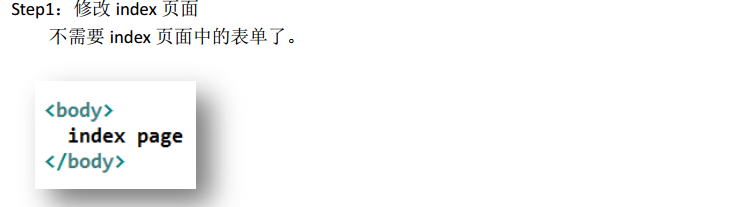 Step1：修改 index 页面
不需要 index 页面中的表单了。
<body>
index page
</body>